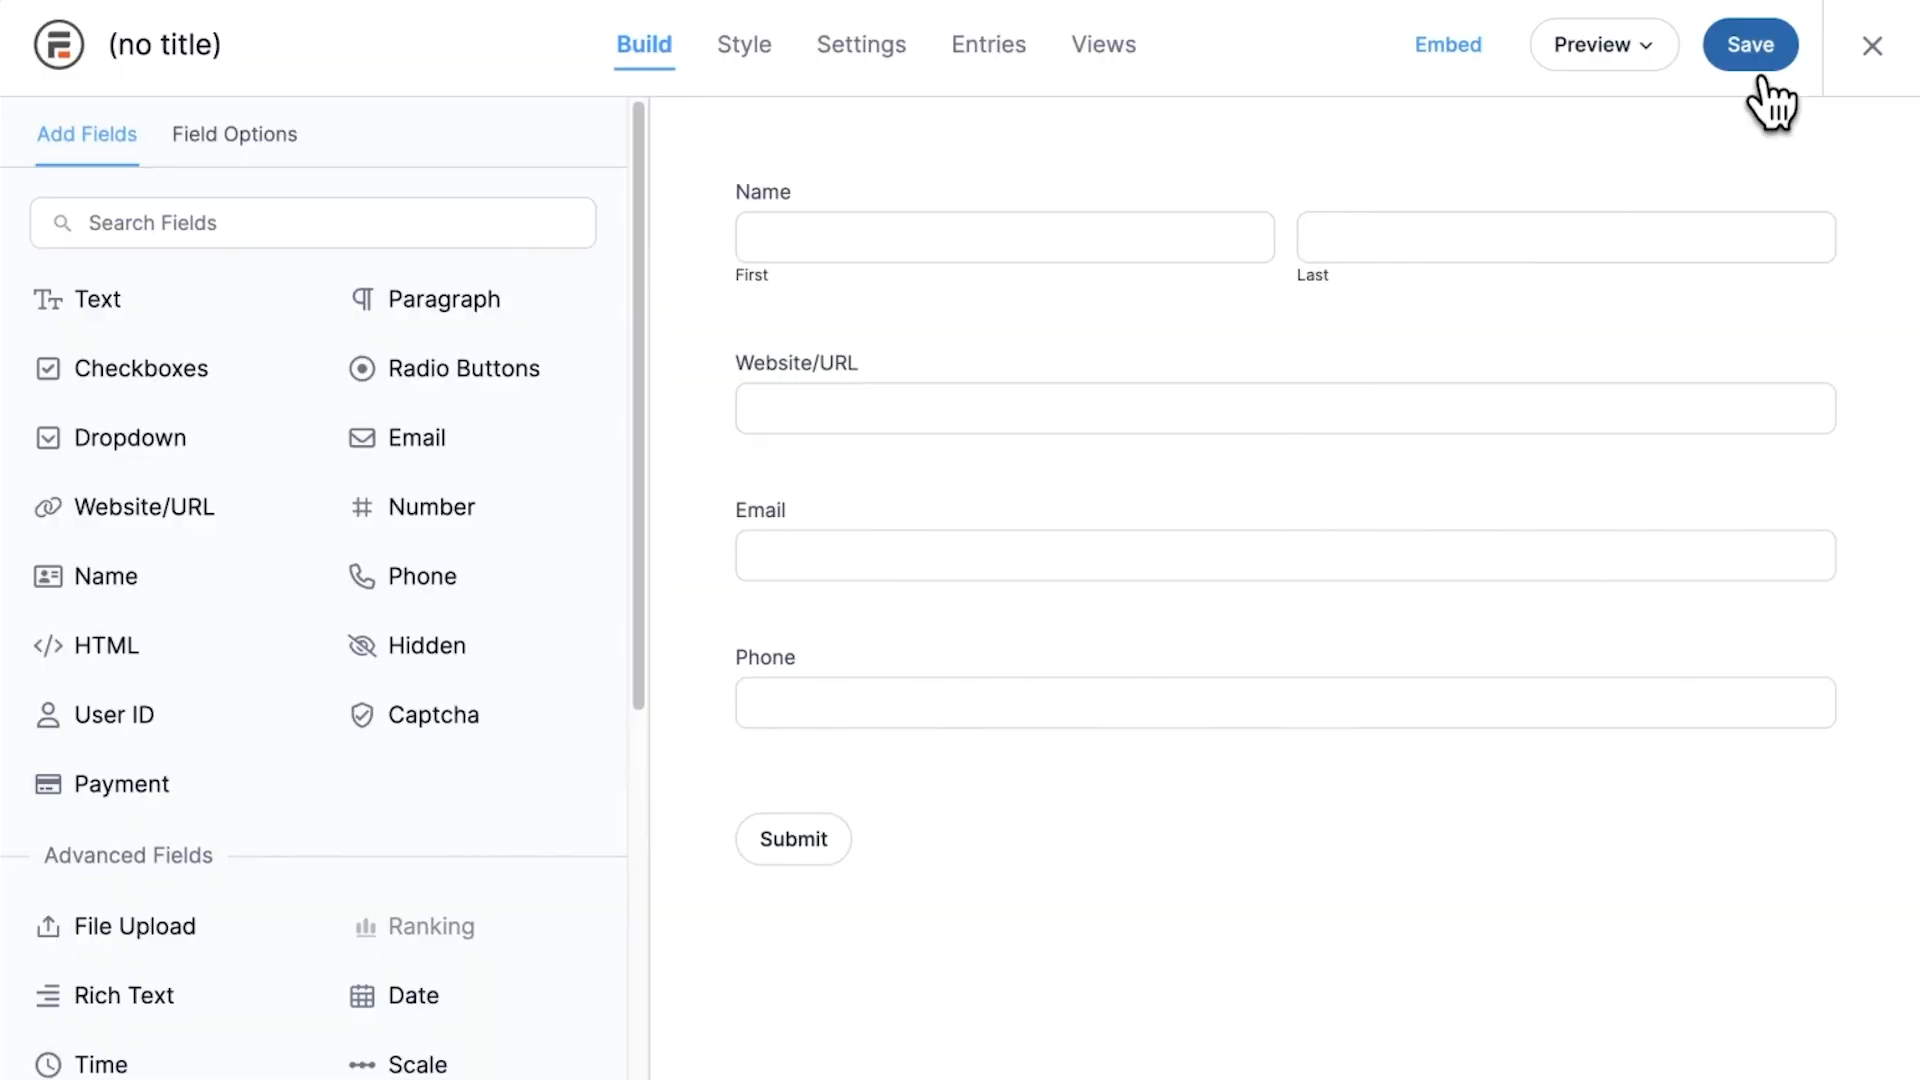 (no title)
Build Style Settings Entries Views Embed Preview Save
Add Fields Field Options
Search Fields
Text Paragraph
Checkboxes Radio Buttons
Dropdown Email
Website/URL Number
Name Phone
HTML Hidden
User ID Captcha
Payment
Advanced Fields
File Upload Ranking
Rich Text Date
Time Scale
Name
First Last
Website/URL
Email
Phone
Submit